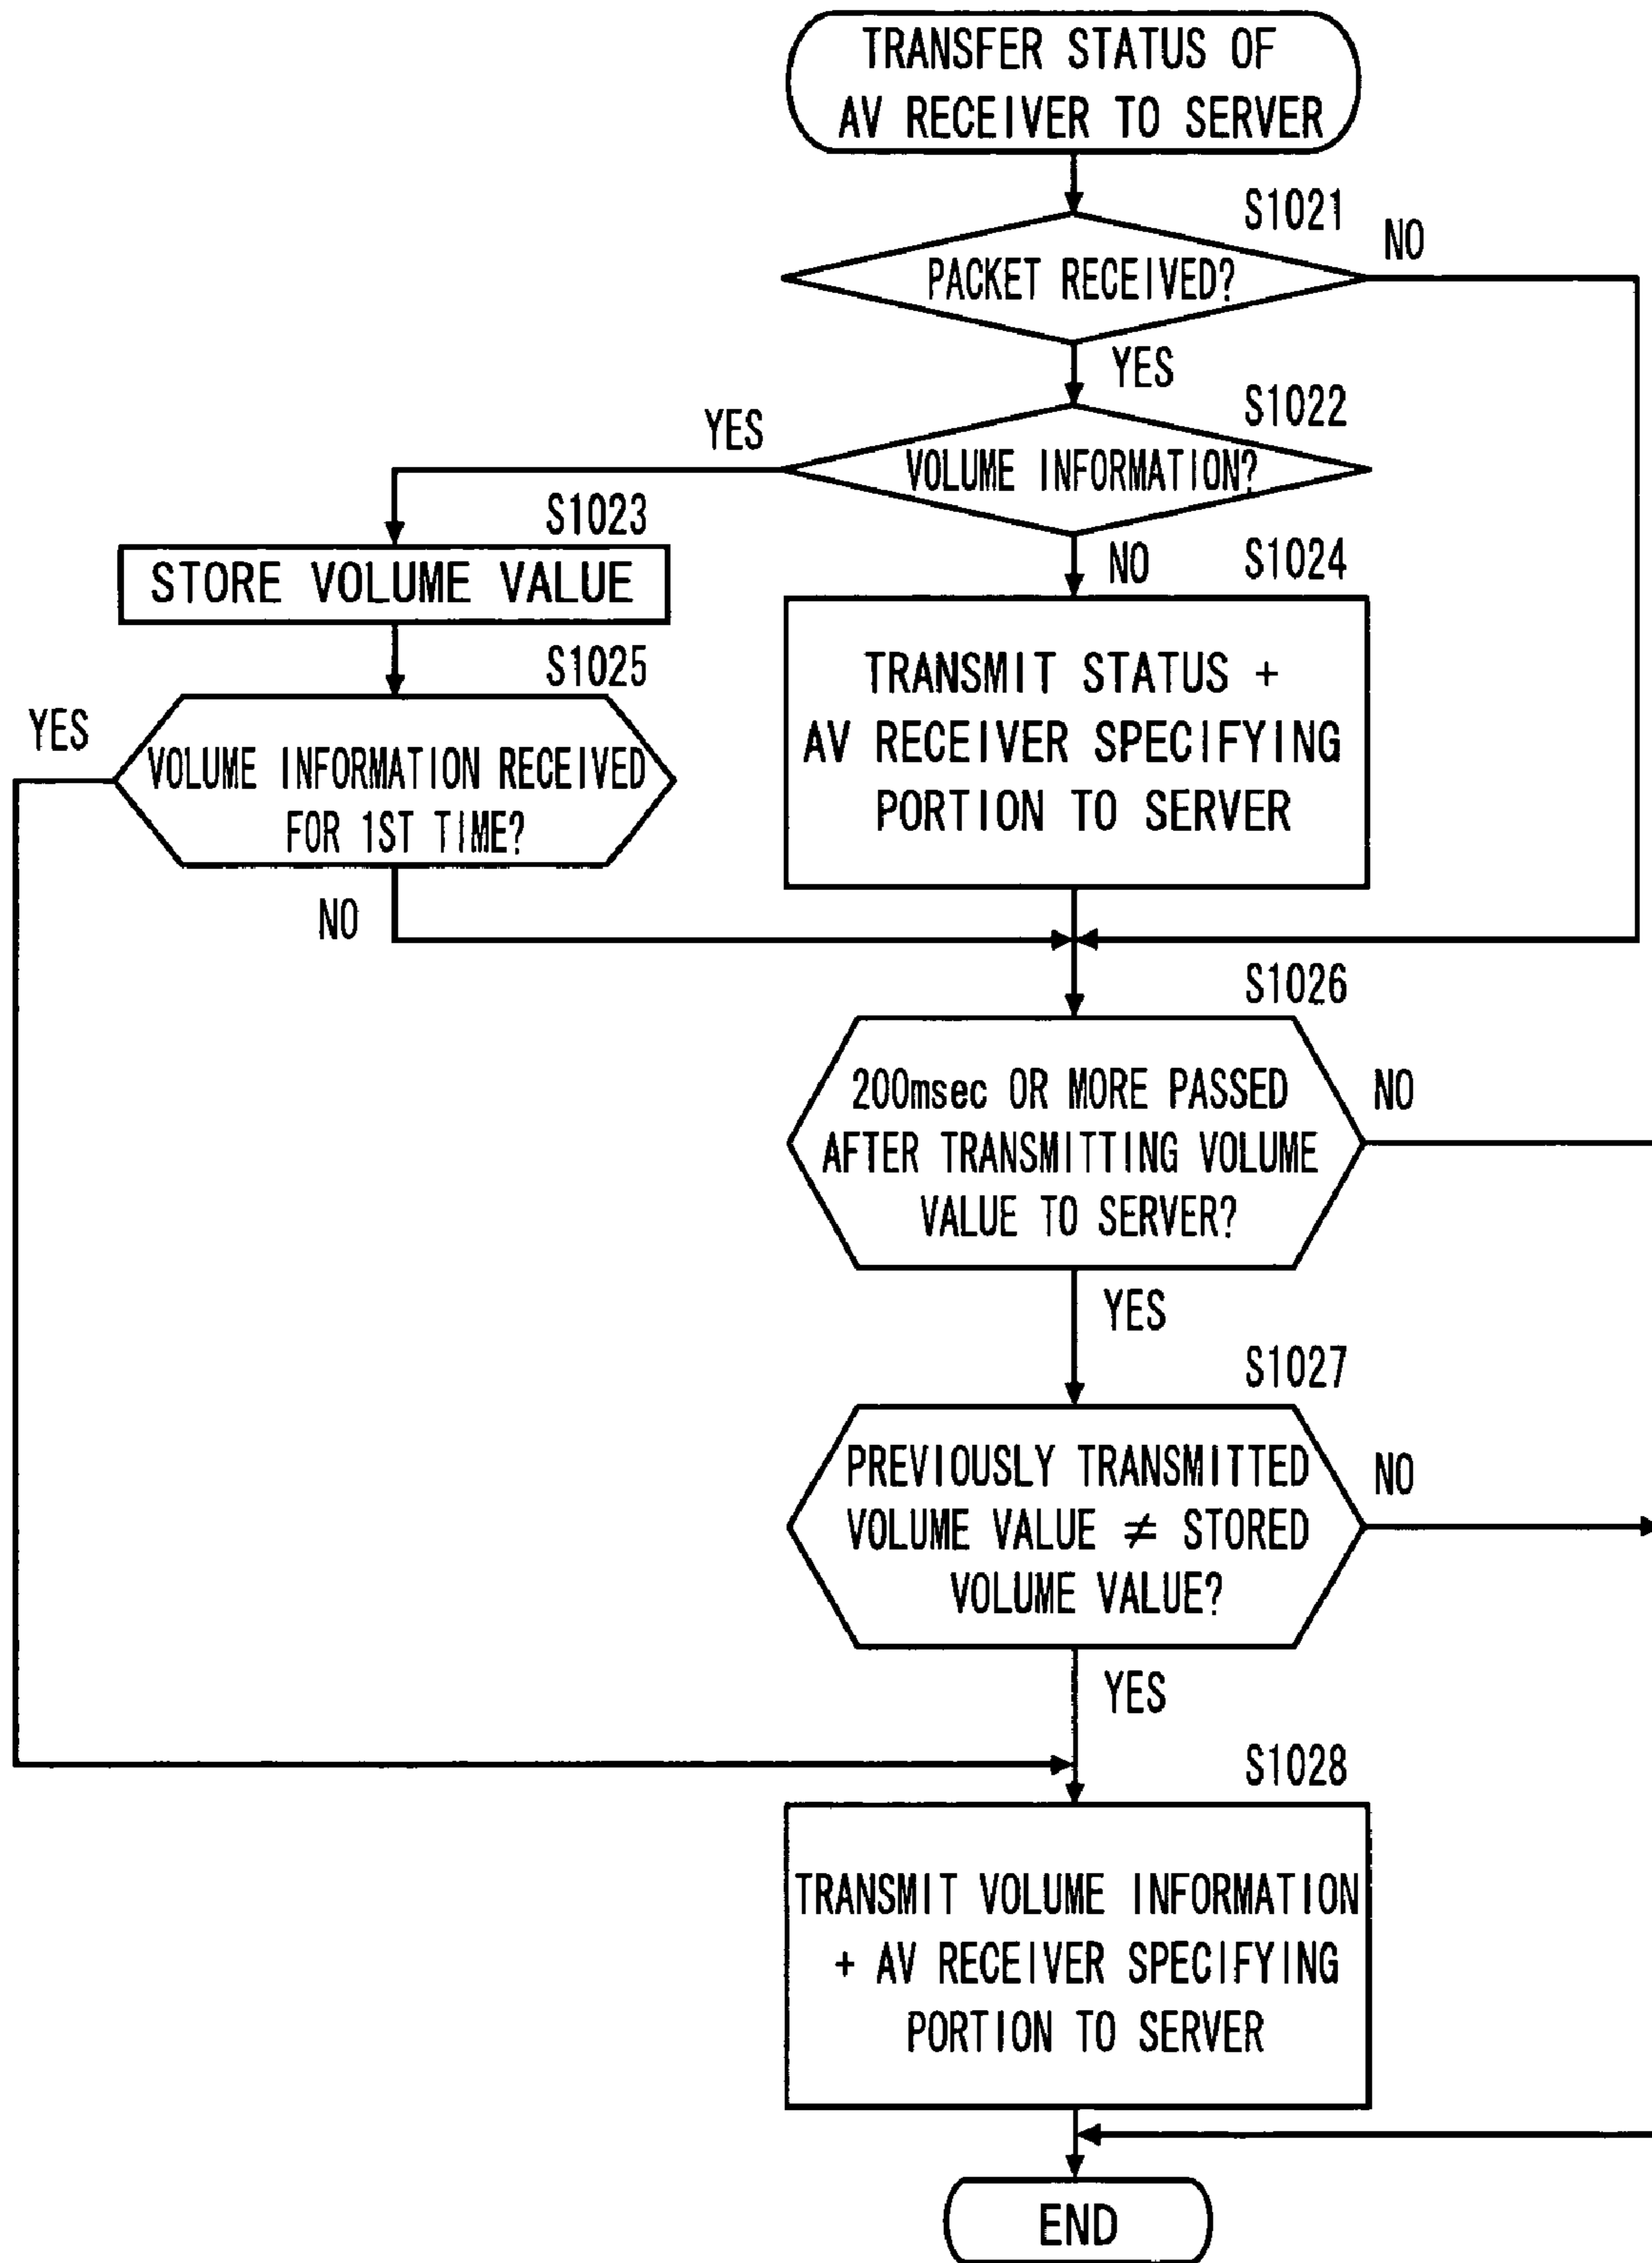 TRANSFER STATUS OF
AV RECEIVER TO SERVER
S1021
NO
PACKET RECEIVED?
YES
S1022
YES
VOLUME INFORMATION?
S1023
NO
S1024
STORE VOLUME VALUE
TRANSMIT STATUS +
AV RECEIVER SPECIFYING
PORTION TO SERVER
S1025
YES
VOLUME INFORMATION RECEIVED
FOR 1ST TIME?
NO
S1026
200msec OR MORE PASSED
AFTER TRANSMITTING VOLUME
VALUE TO SERVER?
NO
YES
S1027
PREVIOUSLY TRANSMITTED
VOLUME VALUE ≠ STORED
VOLUME VALUE?
NO
YES
S1028
TRANSMIT VOLUME INFORMATION
+ AV RECEIVER SPECIFYING
PORTION TO SERVER
END